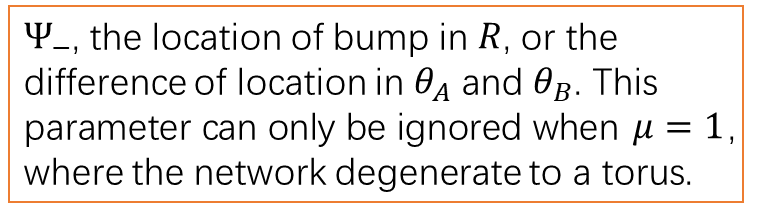 Ψ₋, the location of bump in R, or the
difference of location in θ_A and θ_B. This
parameter can only be ignored when μ = 1,
where the network degenerate to a torus.